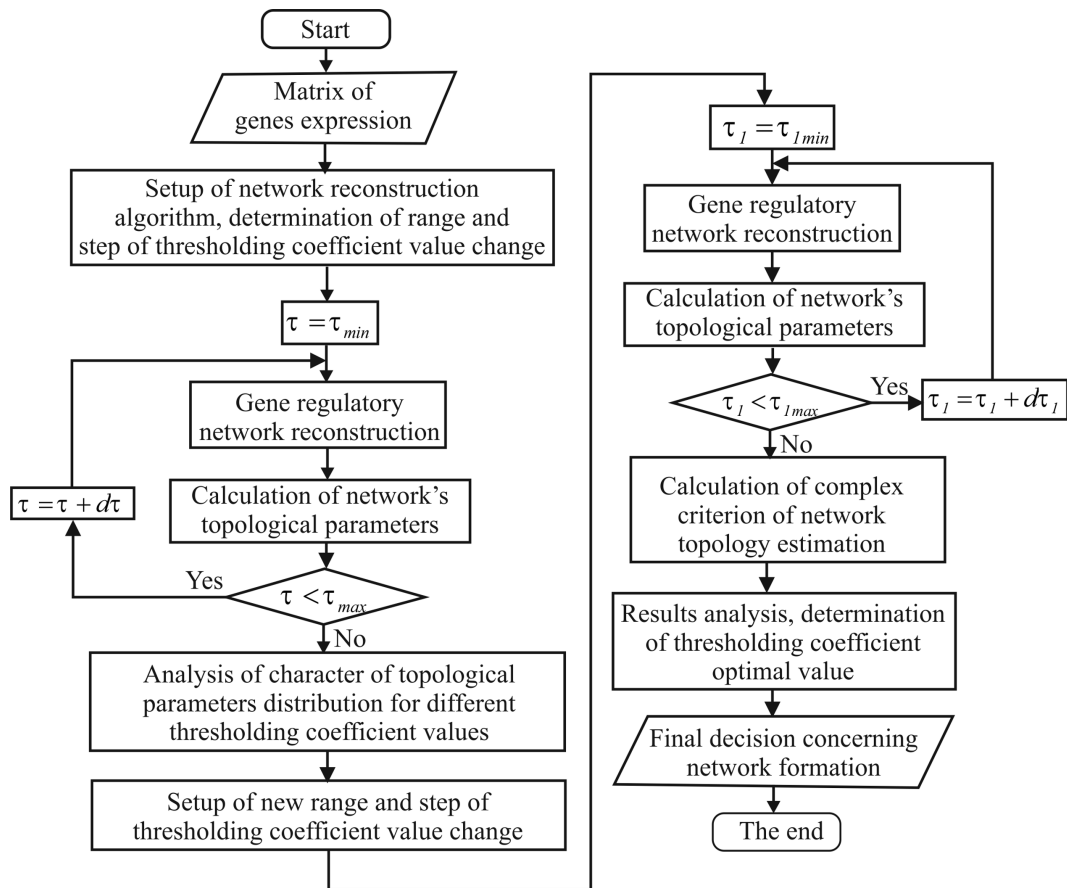 Start
Matrix of
genes expression
Setup of network reconstruction
algorithm, determination of range and
step of thresholding coefficient value change
τ = τmin
Gene regulatory
network reconstruction
τ = τ + dτ
Calculation of network's
topological parameters
Yes
τ < τmax
No
Analysis of character of topological
parameters distribution for different
thresholding coefficient values
Setup of new range and step of
thresholding coefficient value change
τ1 = τ1min
Gene regulatory
network reconstruction
Calculation of network's
topological parameters
τ1 < τ1max
Yes
τ1 = τ1 + dτ1
No
Calculation of complex
criterion of network
topology estimation
Results analysis, determination
of thresholding coefficient
optimal value
Final decision concerning
network formation
The end